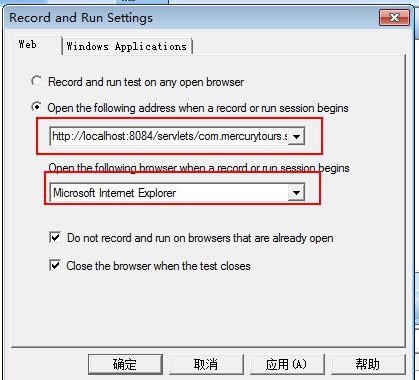 Record and Run Settings
Web
Windows Applications
Record and run test on any open browser
Open the following address when a record or run session begins
http://localhost:8084/servlets/com.mercurytours.s
Open the following browser when a record or run session begins
Microsoft Internet Explorer
Do not record and run on browsers that are already open
Close the browser when the test closes
确定
取消
应用(A)
帮助